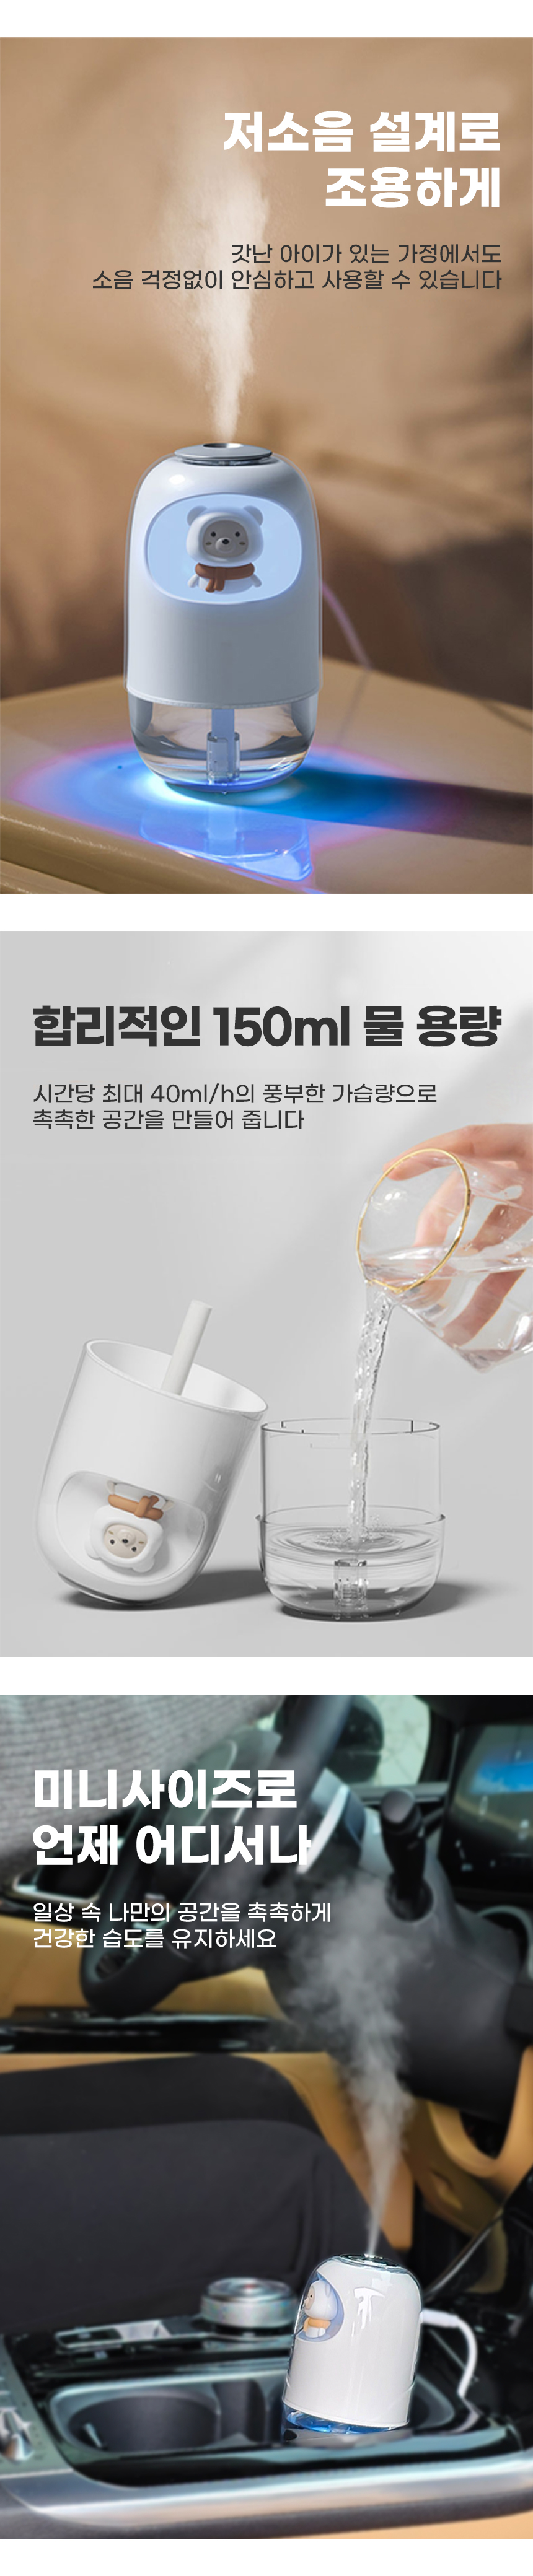 저소음 설계로
조용하게
갓난 아이가 있는 가정에서도
소음 걱정없이 안심하고 사용할 수 있습니다
합리적인 150ml 물 용량
시간당 최대 40ml/h의 풍부한 가습량으로
촉촉한 공간을 만들어 줍니다
미니사이즈로
언제 어디서나
일상 속 나만의 공간을 촉촉하게
건강한 습도를 유지하세요